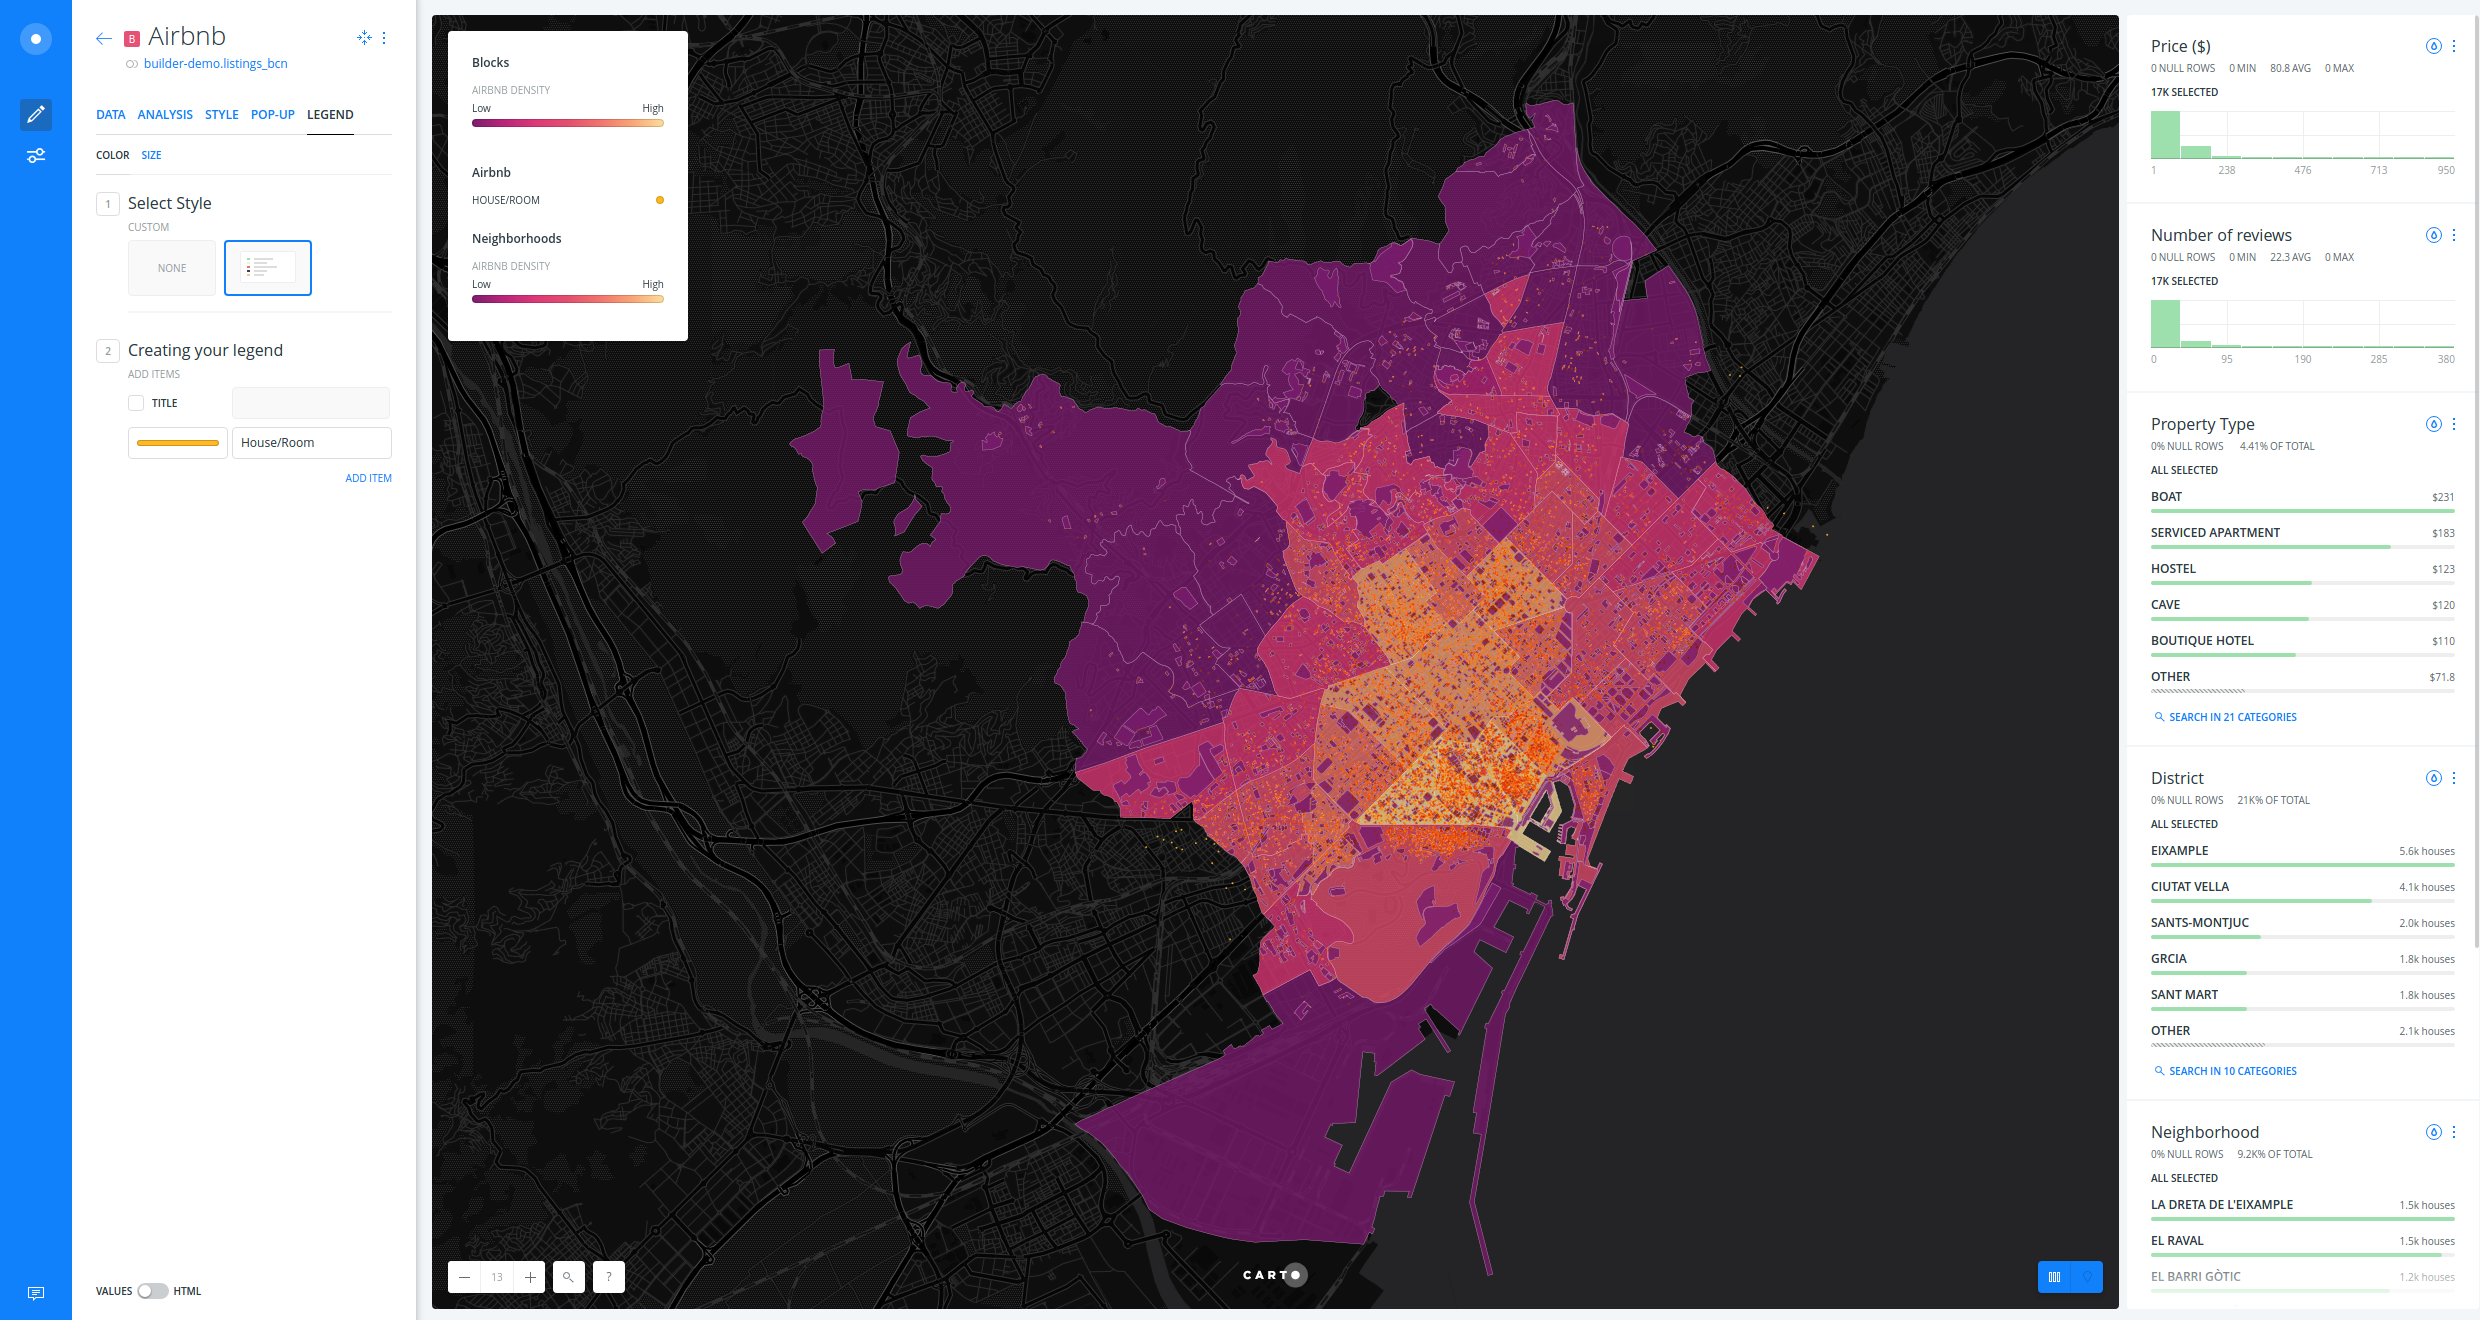 B Airbnb
builder-demo.listings_bcn
DATA ANALYSIS STYLE POP-UP LEGEND
COLOR SIZE
1 Select Style
CUSTOM
NONE
2 Creating your legend
ADD ITEMS
TITLE
House/Room
ADD ITEM
VALUES HTML
Blocks
AIRBNB DENSITY
Low High
Airbnb
HOUSE/ROOM
Neighborhoods
AIRBNB DENSITY
Low High
13
?
CARTO
Price ($)
0 NULL ROWS 0 MIN 80.8 AVG 0 MAX
17K SELECTED
1 238 476 713 950
Number of reviews
0 NULL ROWS 0 MIN 22.3 AVG 0 MAX
17K SELECTED
0 95 190 285 380
Property Type
0% NULL ROWS 4.41% OF TOTAL
ALL SELECTED
BOAT $231
SERVICED APARTMENT $183
HOSTEL $123
CAVE $120
BOUTIQUE HOTEL $110
OTHER $71.8
SEARCH IN 21 CATEGORIES
District
0% NULL ROWS 21K% OF TOTAL
ALL SELECTED
EIXAMPLE 5.6k houses
CIUTAT VELLA 4.1k houses
SANTS-MONTJUC 2.0k houses
GRCIA 1.8k houses
SANT MART 1.8k houses
OTHER 2.1k houses
SEARCH IN 10 CATEGORIES
Neighborhood
0% NULL ROWS 9.2K% OF TOTAL
ALL SELECTED
LA DRETA DE L'EIXAMPLE 1.5k houses
EL RAVAL 1.5k houses
EL BARRI GÒTIC 1.2k houses